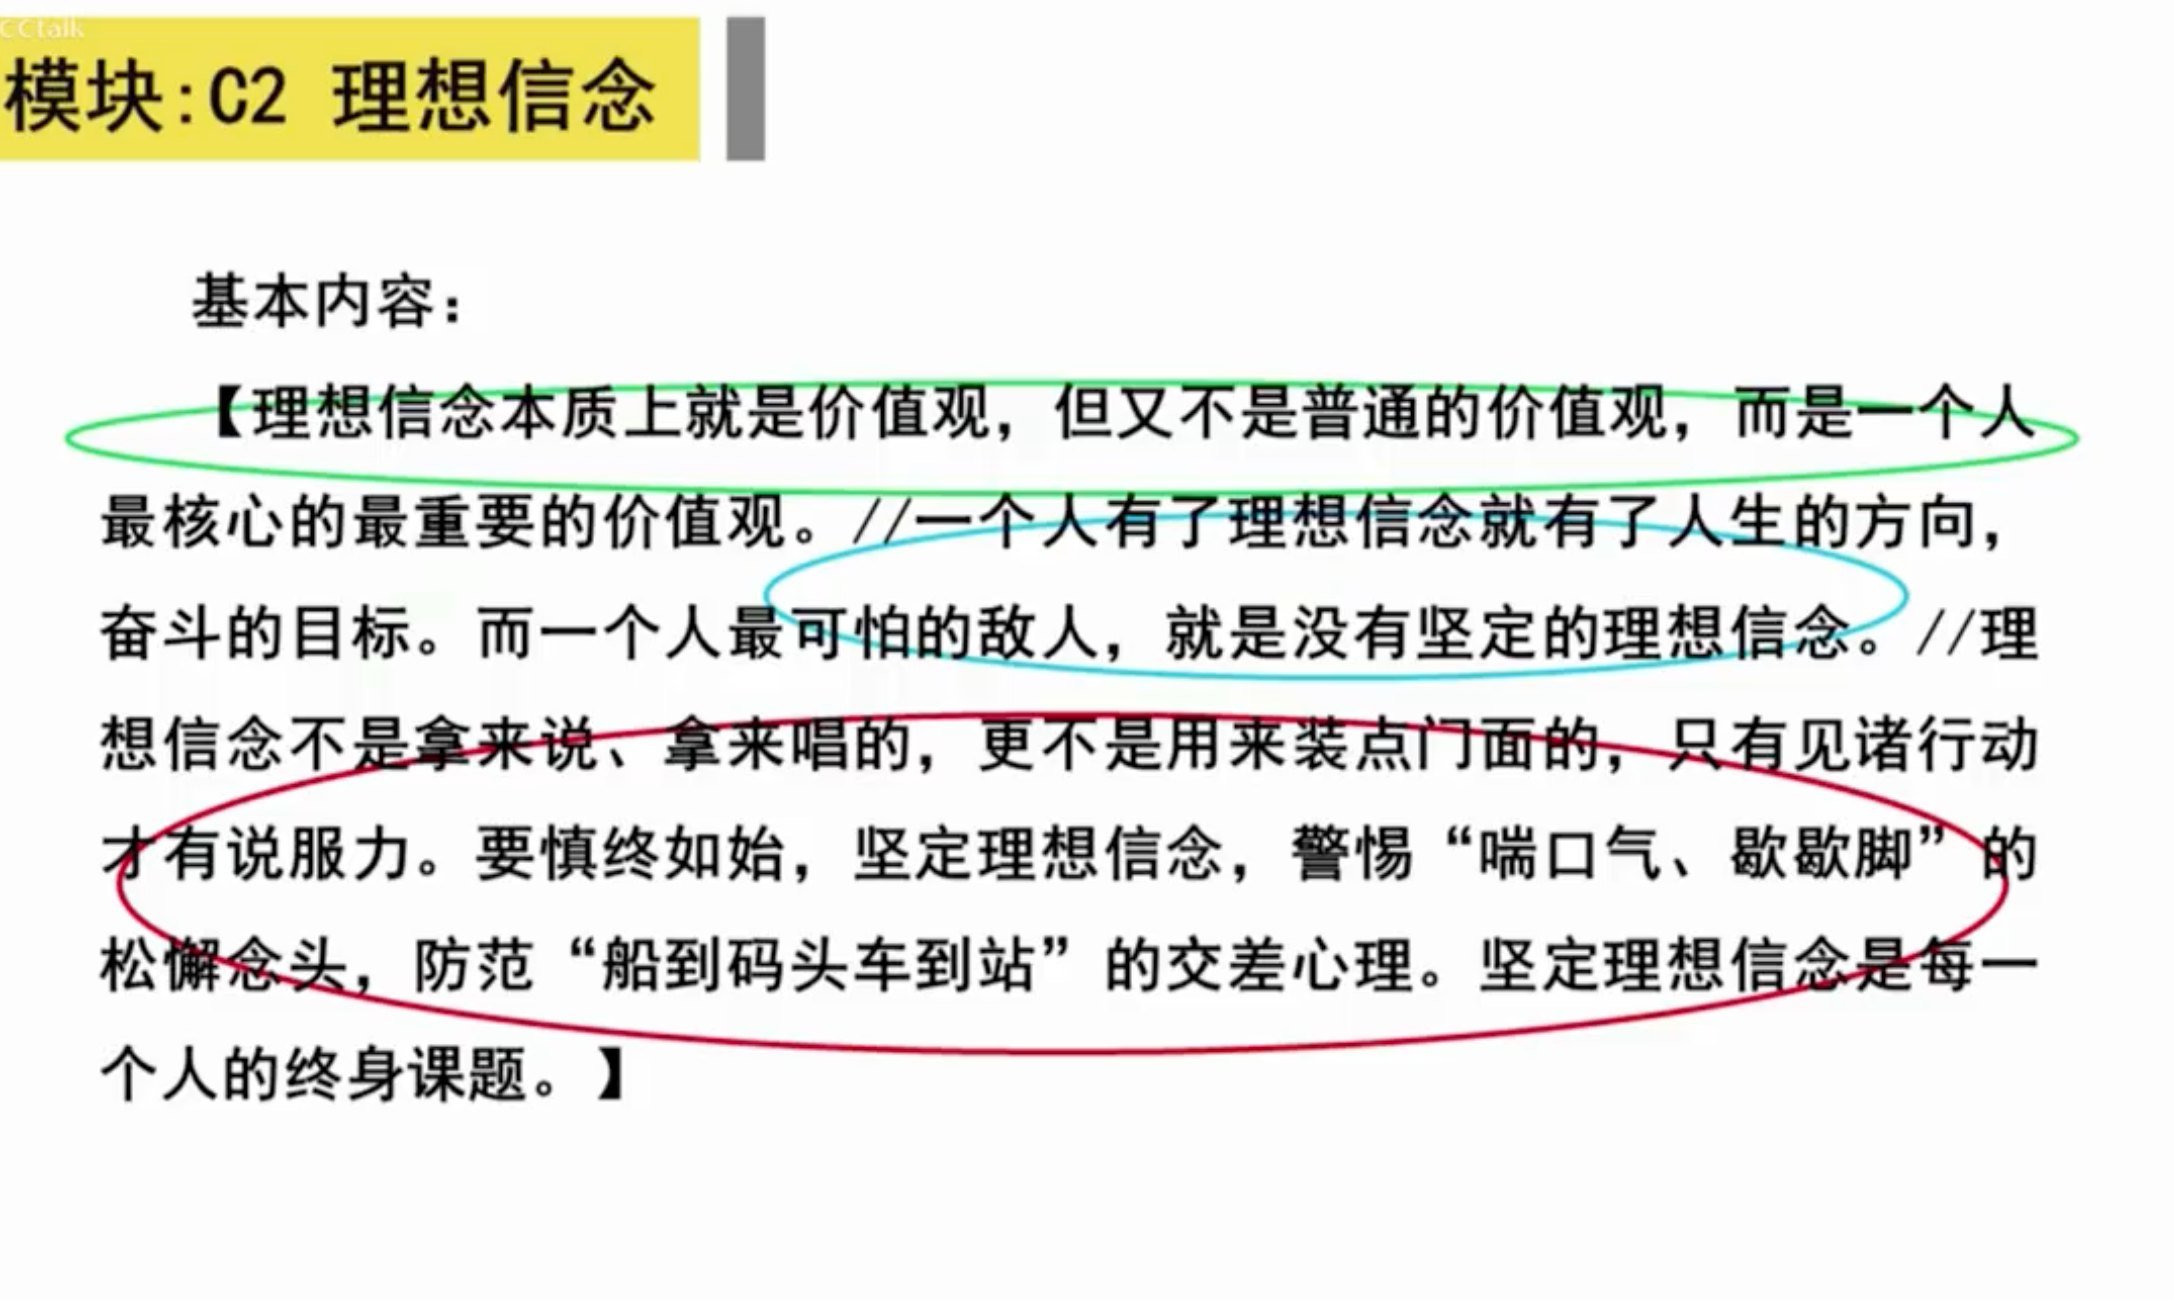 CCtalk
模块:C2 理想信念
基本内容：
【理想信念本质上就是价值观，但又不是普通的价值观，而是一个人
最核心的最重要的价值观。//一个人有了理想信念就有了人生的方向，
奋斗的目标。而一个人最可怕的敌人，就是没有坚定的理想信念。//理
想信念不是拿来说、拿来唱的，更不是用来装点门面的，只有见诸行动
才有说服力。要慎终如始，坚定理想信念，警惕“喘口气、歇歇脚”的
松懈念头，防范“船到码头车到站”的交差心理。坚定理想信念是每一
个人的终身课题。】